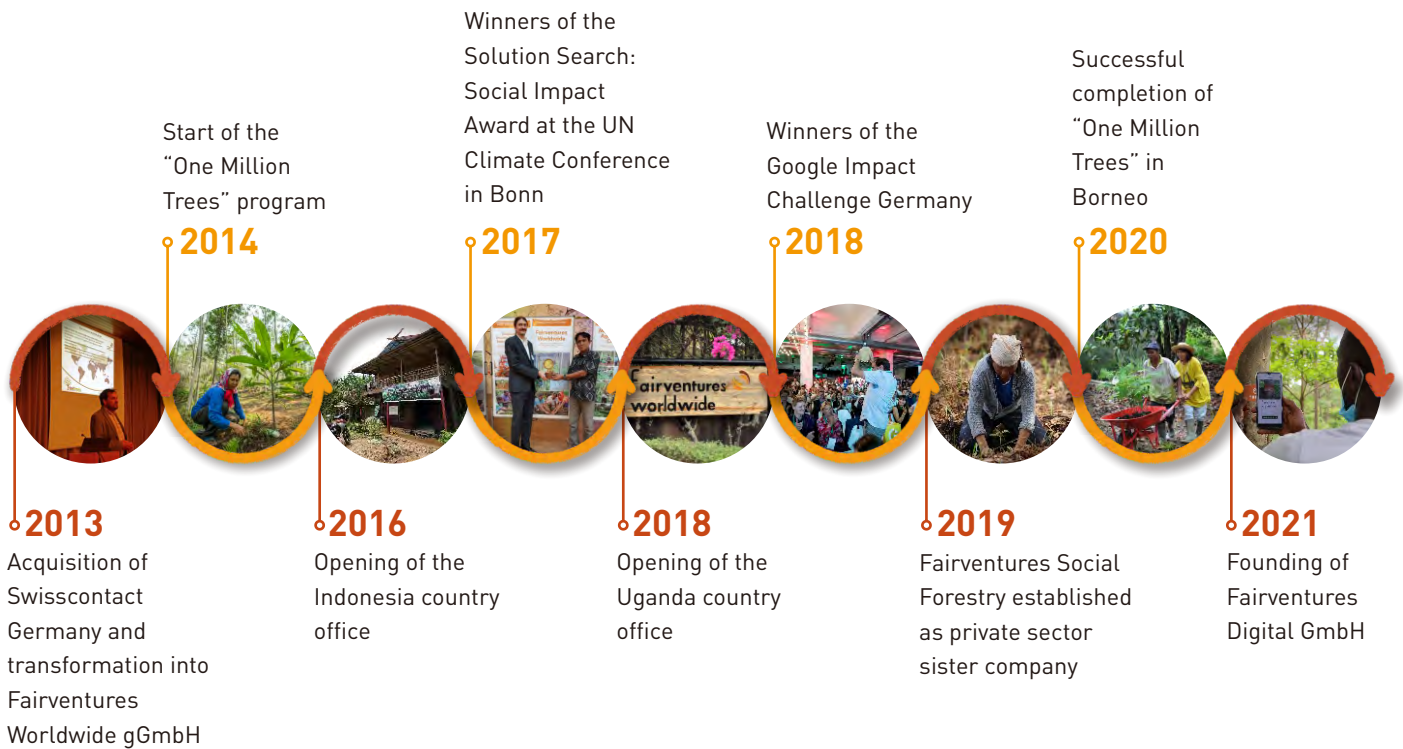 Start of the
“One Million
Trees” program
2014
Winners of the
Solution Search:
Social Impact
Award at the UN
Climate Conference
in Bonn
2017
Winners of the
Google Impact
Challenge Germany
2018
Successful
completion of
“One Million
Trees” in
Borneo
2020
Fairventures
Worldwide
fairventures
worldwide
2013
Acquisition of
Swisscontact
Germany and
transformation into
Fairventures
Worldwide gGmbH
2016
Opening of the
Indonesia country
office
2018
Opening of the
Uganda country
office
2019
Fairventures Social
Forestry established
as private sector
sister company
2021
Founding of
Fairventures
Digital GmbH